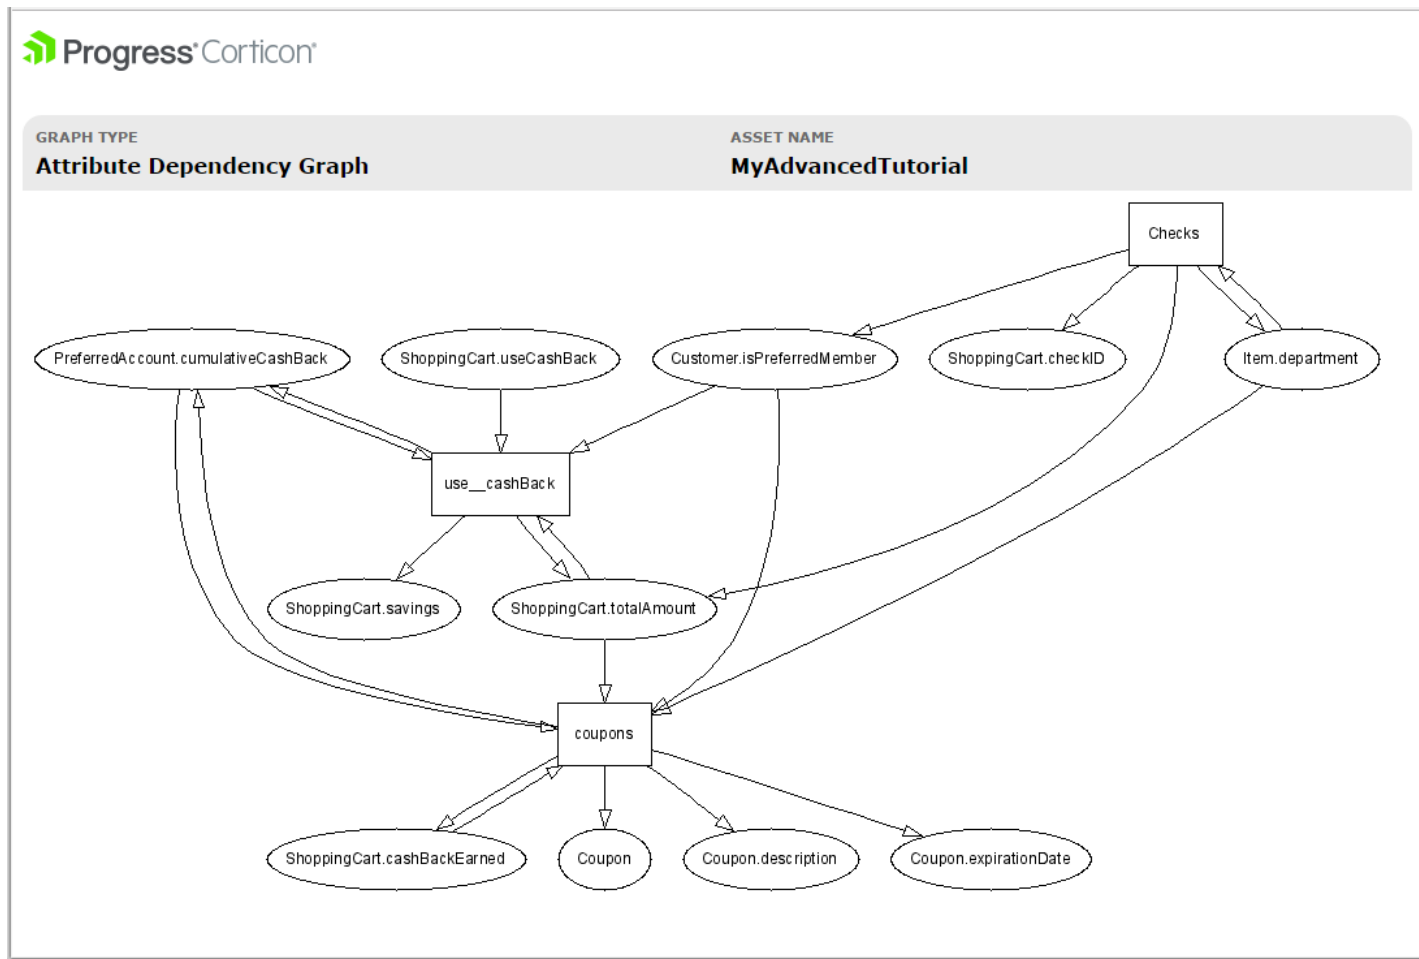 Progress® Corticon®
GRAPH TYPE
Attribute Dependency Graph
ASSET NAME
MyAdvancedTutorial
Checks
PreferredAccount.cumulativeCashBack
ShoppingCart.useCashBack
Customer.isPreferredMember
ShoppingCart.checkID
Item.department
use__cashBack
ShoppingCart.savings
ShoppingCart.totalAmount
coupons
ShoppingCart.cashBackEarned
Coupon
Coupon.description
Coupon.expirationDate